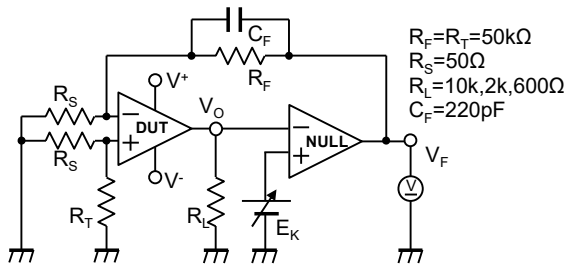 C_F
R_F
R_F=R_T=50kΩ
R_S=50Ω
R_L=10k,2k,600Ω
C_F=220pF
V⁺
R_S
V_O
−
DUT
+
−
NULL
+
R_S
V⁻
V_F
V
R_T
R_L
E_K